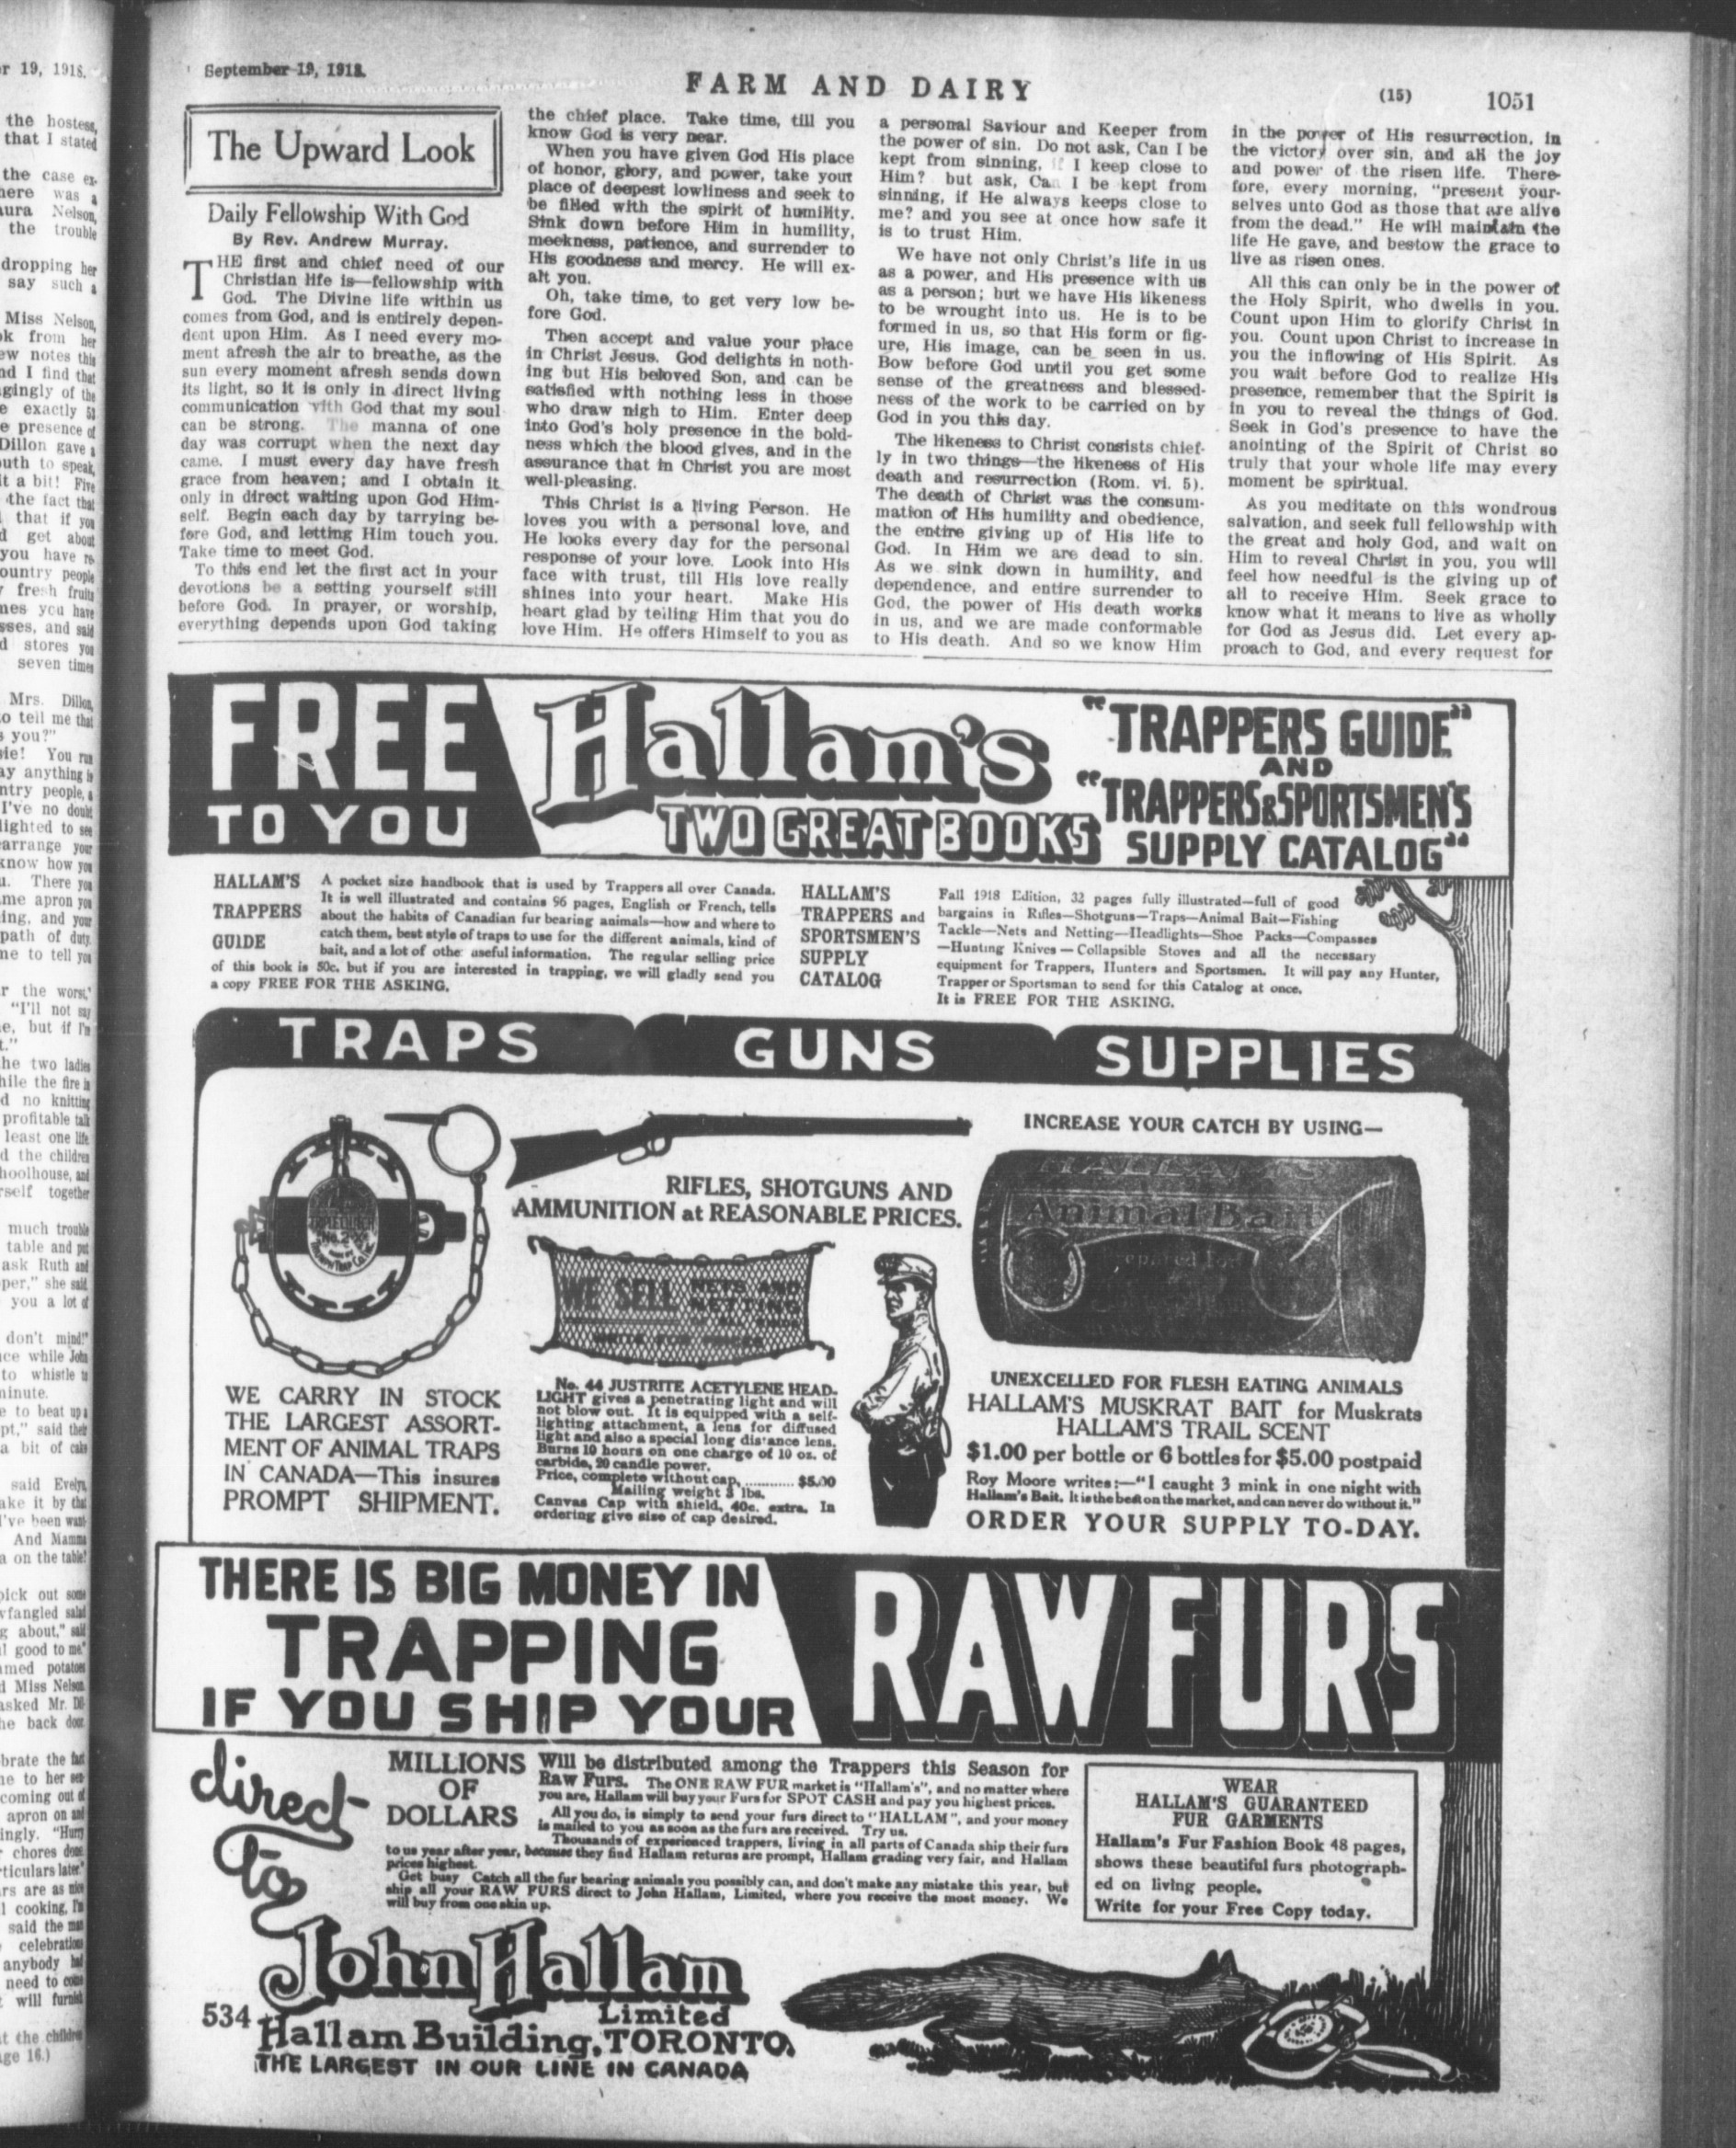 September 19, 1918.
FARM AND DAIRY
(15)
1051
The Upward Look
Daily Fellowship With God
By Rev. Andrew Murray.
THE first and chief need of our
Christian life is—fellowship with
God. The Divine life within us
comes from God, and is entirely depen-
dent upon Him. As I need every mo-
ment afresh the air to breathe, as the
sun every moment afresh sends down
its light, so it is only in direct living
communication with God that my soul
can be strong. The manna of one
day was corrupt when the next day
came. I must every day have fresh
grace from heaven; and I obtain it
only in direct waiting upon God Him-
self. Begin each day by tarrying be-
fore God, and letting Him touch you.
Take time to meet God.
To this end let the first act in your
devotions be a setting yourself still
before God. In prayer, or worship,
everything depends upon God taking
the chief place. Take time, till you
know God is very near.
When you have given God His place
of honor, glory, and power, take your
place of deepest lowliness and seek to
be filled with the spirit of humility.
Sink down before Him in humility,
meekness, patience, and surrender to
His goodness and mercy. He will ex-
alt you.
Oh, take time, to get very low be-
fore God.
Then accept and value your place
in Christ Jesus. God delights in noth-
ing but His beloved Son, and can be
satisfied with nothing less in those
who draw nigh to Him. Enter deep
into God's holy presence in the bold-
ness which the blood gives, and in the
assurance that in Christ you are most
well-pleasing.
This Christ is a living Person. He
loves you with a personal love, and
He looks every day for the personal
response of your love. Look into His
face with trust, till His love really
shines into your heart. Make His
heart glad by telling Him that you do
love Him. He offers Himself to you as
a personal Saviour and Keeper from
the power of sin. Do not ask, Can I be
kept from sinning, if I keep close to
Him? but ask, Can I be kept from
sinning, if He always keeps close to
me? and you see at once how safe it
is to trust Him.
We have not only Christ's life in us
as a power, and His presence with us
as a person; but we have His likeness
to be wrought into us. He is to be
formed in us, so that His form or fig-
ure, His image, can be seen in us.
Bow before God until you get some
sense of the greatness and blessed-
ness of the work to be carried on by
God in you this day.
The likeness to Christ consists chief-
ly in two things—the likeness of His
death and resurrection (Rom. vi. 5).
The death of Christ was the consum-
mation of His humility and obedience,
the entire giving up of His life to
God. In Him we are dead to sin.
As we sink down in humility, and
dependence, and entire surrender to
God, the power of His death works
in us, and we are made conformable
to His death. And so we know Him
in the power of His resurrection, in
the victory over sin, and all the joy
and power of the risen life. There-
fore, every morning, "present your-
selves unto God as those that are alive
from the dead." He will maintain the
life He gave, and bestow the grace to
live as risen ones.
All this can only be in the power of
the Holy Spirit, who dwells in you.
Count upon Him to glorify Christ in
you. Count upon Christ to increase in
you the inflowing of His Spirit. As
you wait before God to realize His
presence, remember that the Spirit is
in you to reveal the things of God.
Seek in God's presence to have the
anointing of the Spirit of Christ so
truly that your whole life may every
moment be spiritual.
As you meditate on this wondrous
salvation, and seek full fellowship with
the great and holy God, and wait on
Him to reveal Christ in you, you will
feel how needful is the giving up of
all to receive Him. Seek grace to
know what it means to live as wholly
for God as Jesus did. Let every ap-
proach to God, and every request for
FREE
TO YOU
Hallam's
TWO GREAT BOOKS
"TRAPPERS GUIDE"
AND
"TRAPPERS & SPORTSMEN'S
SUPPLY CATALOG"
HALLAM'S
TRAPPERS
GUIDE
A pocket size handbook that is used by Trappers all over Canada.
It is well illustrated and contains 96 pages, English or French, tells
about the habits of Canadian fur bearing animals—how and where to
catch them, best style of traps to use for the different animals, kind of
bait, and a lot of other useful information. The regular selling price
of this book is 50c. but if you are interested in trapping, we will gladly send you
a copy FREE FOR THE ASKING.
HALLAM'S
TRAPPERS and
SPORTSMEN'S
SUPPLY
CATALOG
Fall 1918 Edition, 32 pages fully illustrated—full of good
bargains in Rifles—Shotguns—Traps—Animal Bait—Fishing
Tackle—Nets and Netting—Headlights—Shoe Packs—Compasses
—Hunting Knives—Collapsible Stoves and all the necessary
equipment for Trappers, Hunters and Sportsmen. It will pay any Hunter,
Trapper or Sportsman to send for this Catalog at once.
It is FREE FOR THE ASKING.
TRAPS
GUNS
SUPPLIES
RIFLES, SHOTGUNS AND
AMMUNITION at REASONABLE PRICES.
INCREASE YOUR CATCH BY USING—
HALLAM'S
Animal Bait
WE SELL NETS AND
NETTING
OF ALL KINDS
WRITE FOR PRICES
WE CARRY IN STOCK
THE LARGEST ASSORT-
MENT OF ANIMAL TRAPS
IN CANADA—This insures
PROMPT SHIPMENT.
No. 44 JUSTRITE ACETYLENE HEAD-
LIGHT gives a penetrating light and will
not blow out. It is equipped with a self-
lighting attachment, a lens for diffused
light and also a special long distance lens.
Burns 10 hours on one charge of 10 oz. of
carbide, 20 candle power.
Price, complete without cap, ............ $5.00
Mailing weight 3 lbs.
Canvas Cap with shield, 40c. extra. In
ordering give size of cap desired.
UNEXCELLED FOR FLESH EATING ANIMALS
HALLAM'S MUSKRAT BAIT for Muskrats
HALLAM'S TRAIL SCENT
$1.00 per bottle or 6 bottles for $5.00 postpaid
Roy Moore writes:—"I caught 3 mink in one night with
Hallam's Bait. It is the best on the market, and can never do without it."
ORDER YOUR SUPPLY TO-DAY.
THERE IS BIG MONEY IN
TRAPPING
IF YOU SHIP YOUR
RAW FURS
direct
to
MILLIONS
OF
DOLLARS
Will be distributed among the Trappers this Season for
Raw Furs. The ONE RAW FUR market is "Hallam's", and no matter where
you are, Hallam will buy your Furs for SPOT CASH and pay you highest prices.
All you do, is simply to send your furs direct to "HALLAM", and your money
is mailed to you as soon as the furs are received. Try us.
Thousands of experienced trappers, living in all parts of Canada ship their furs
to us year after year, because they find Hallam returns are prompt, Hallam grading very fair, and Hallam
prices highest.
Get busy Catch all the fur bearing animals you possibly can, and don't make any mistake this year, but
ship all your RAW FURS direct to John Hallam, Limited, where you receive the most money. We
will buy from one skin up.
WEAR
HALLAM'S GUARANTEED
FUR GARMENTS
Hallam's Fur Fashion Book 48 pages,
shows these beautiful furs photograph-
ed on living people.
Write for your Free Copy today.
John Hallam
Limited
534 Hallam Building, TORONTO.
THE LARGEST IN OUR LINE IN CANADA